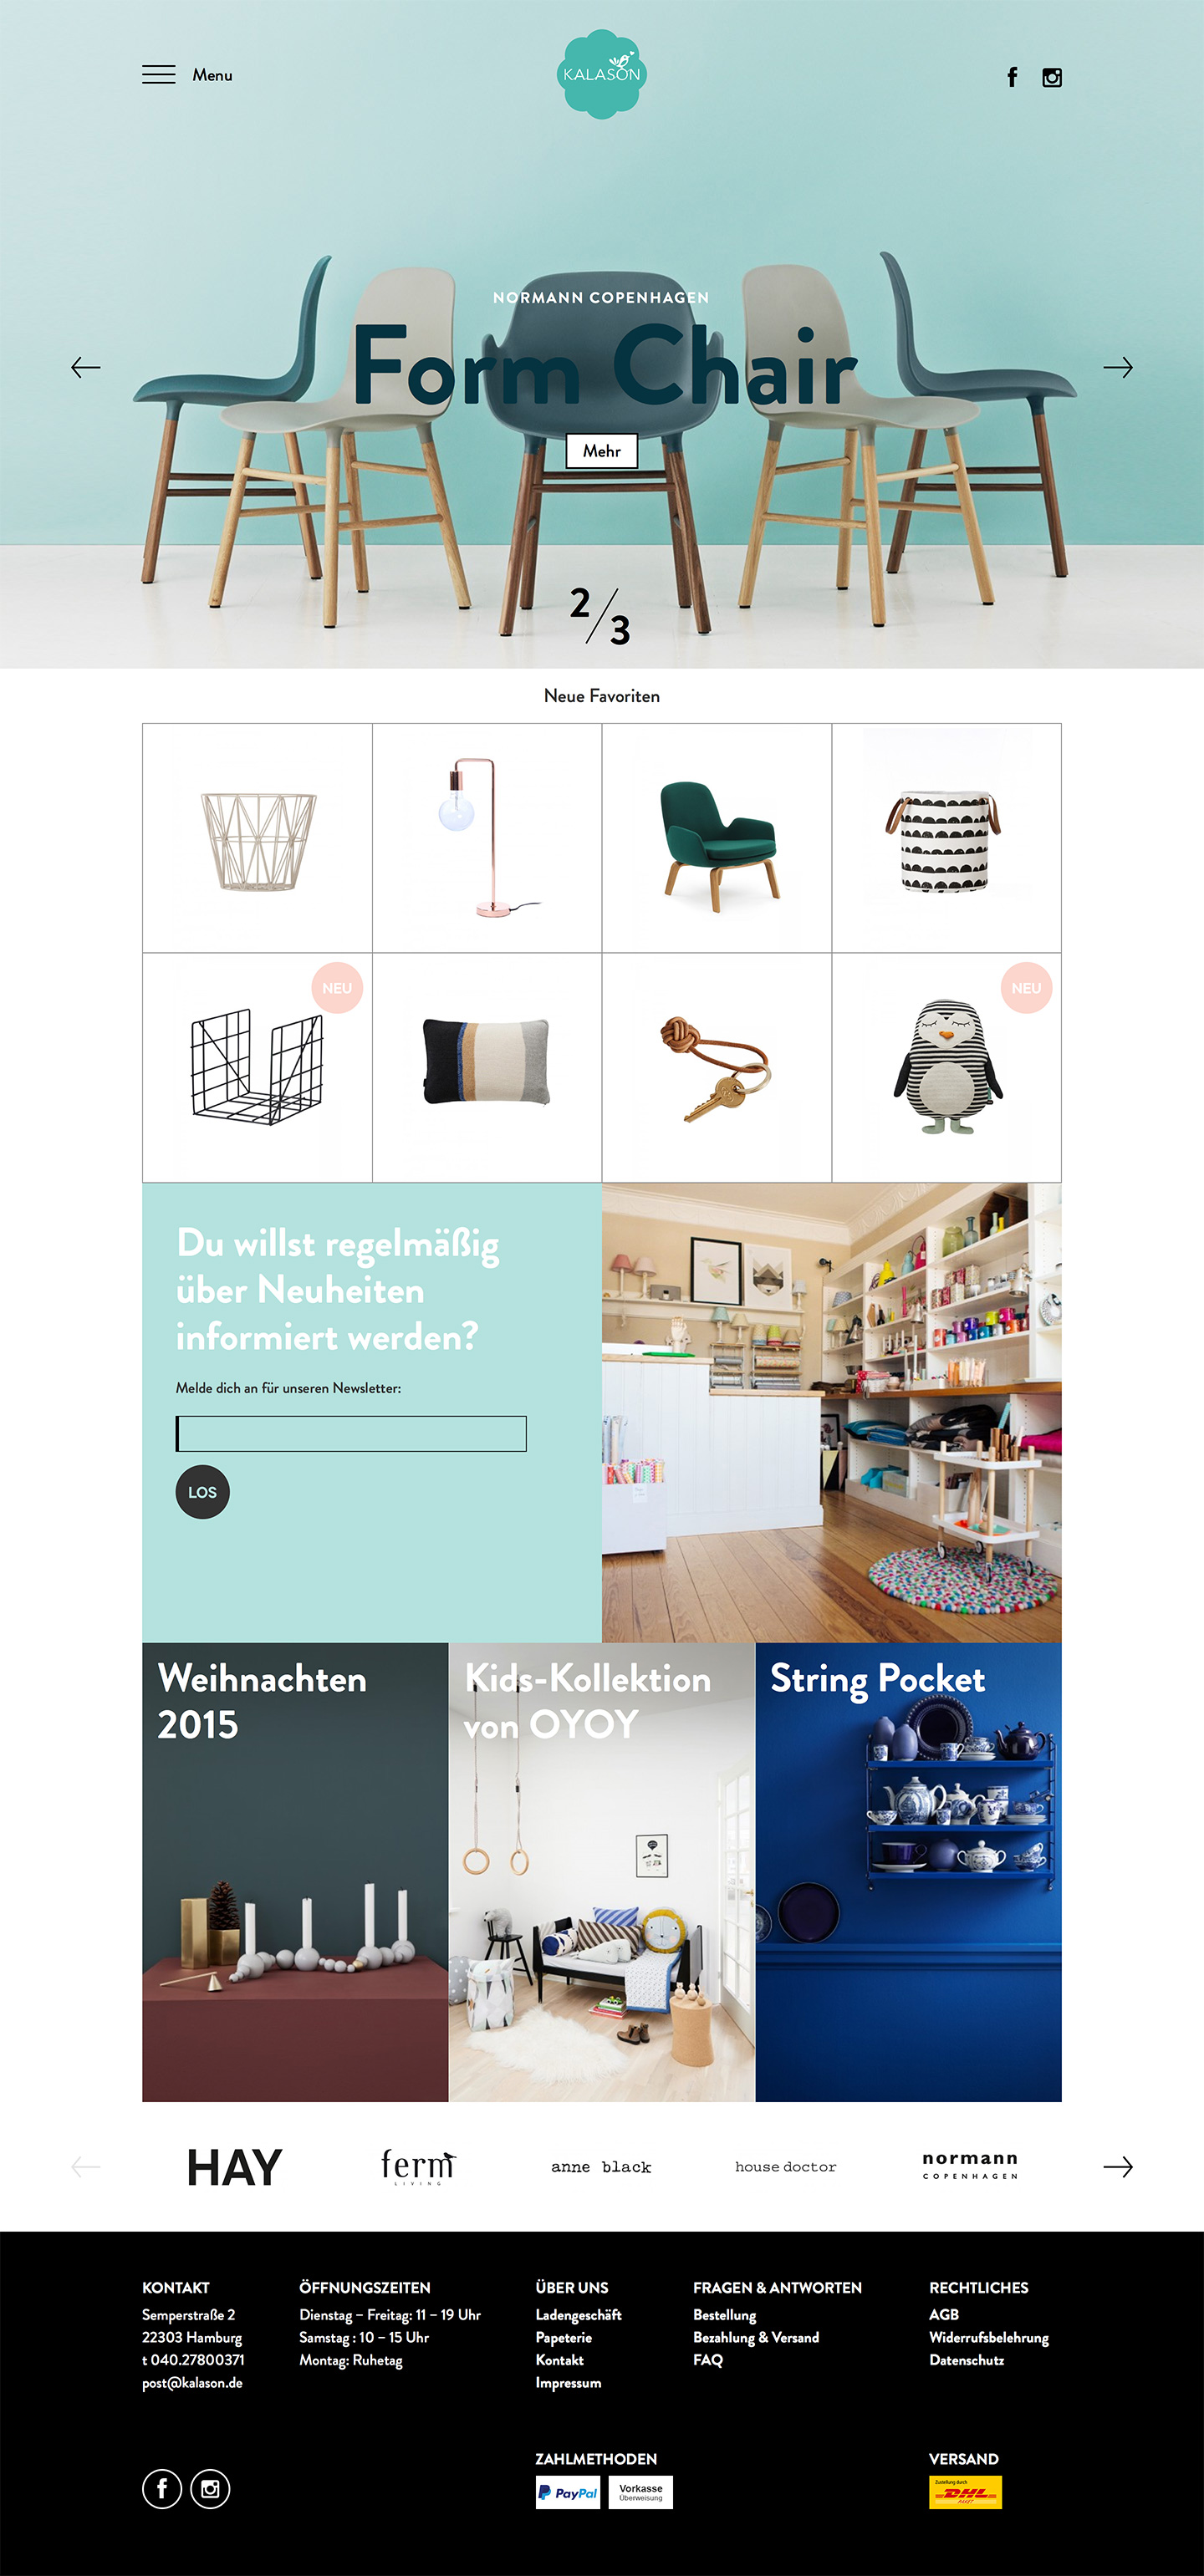 Menu
KALASON
NORMANN COPENHAGEN
Form Chair
Mehr
2/3
Neue Favoriten
NEU
NEU
Du willst regelmäßig
über Neuheiten
informiert werden?
Melde dich an für unseren Newsletter:
LOS
Weihnachten
2015
Kids-Kollektion
von OYOY
String Pocket
HAY
ferm
LIVING
anne black
house doctor
normann
COPENHAGEN
KONTAKT
Semperstraße 2
22303 Hamburg
t 040.27800371
post@kalason.de
ÖFFNUNGSZEITEN
Dienstag – Freitag: 11 – 19 Uhr
Samstag : 10 – 15 Uhr
Montag: Ruhetag
ÜBER UNS
Ladengeschäft
Papeterie
Kontakt
Impressum
FRAGEN & ANTWORTEN
Bestellung
Bezahlung & Versand
FAQ
RECHTLICHES
AGB
Widerrufsbelehrung
Datenschutz
ZAHLMETHODEN
PayPal
Vorkasse
Überweisung
VERSAND
Zustellung durch
DHL
PAKET